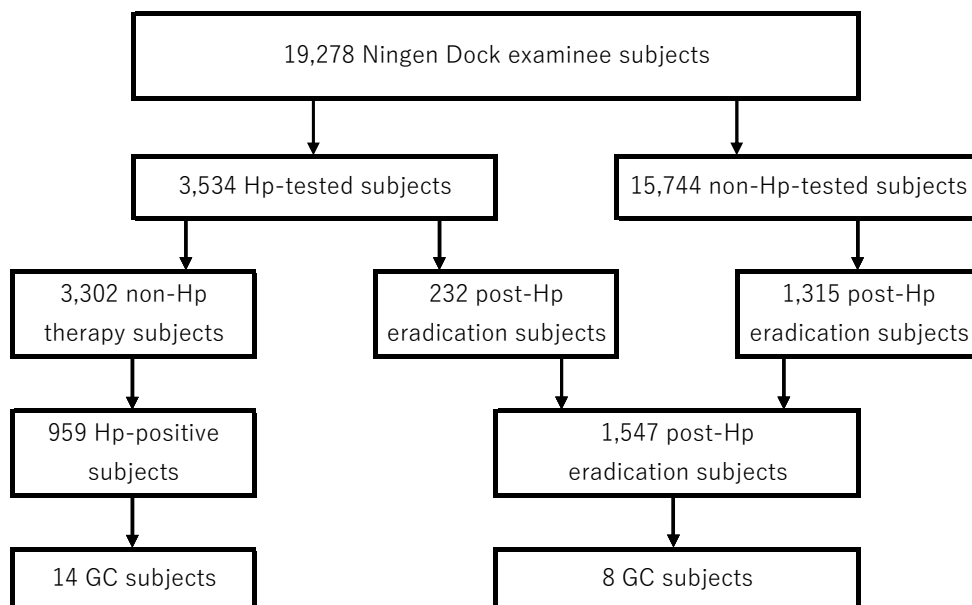 19,278 Ningen Dock examinee subjects
3,534 Hp-tested subjects
15,744 non-Hp-tested subjects
3,302 non-Hp
therapy subjects
232 post-Hp
eradication subjects
1,315 post-Hp
eradication subjects
959 Hp-positive
subjects
1,547 post-Hp
eradication subjects
14 GC subjects
8 GC subjects